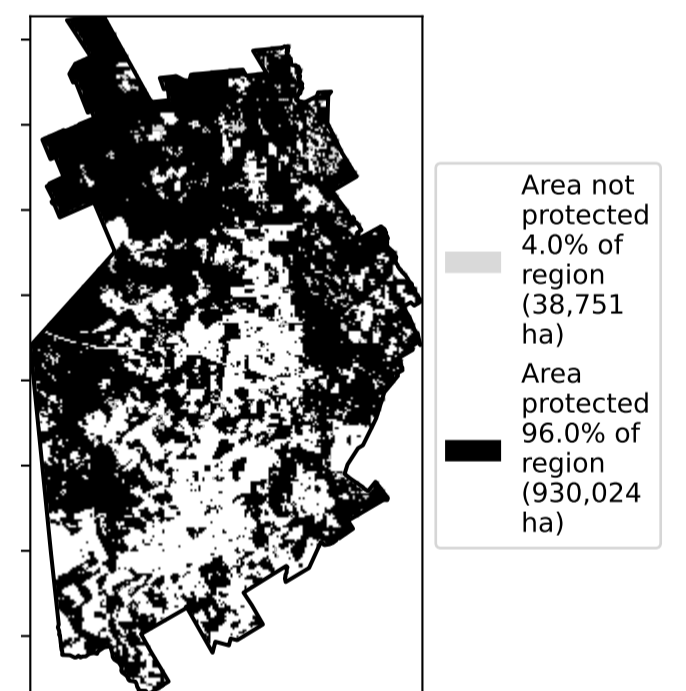 Area not
protected
4.0% of
region
(38,751
ha)
Area
protected
96.0% of
region
(930,024
ha)